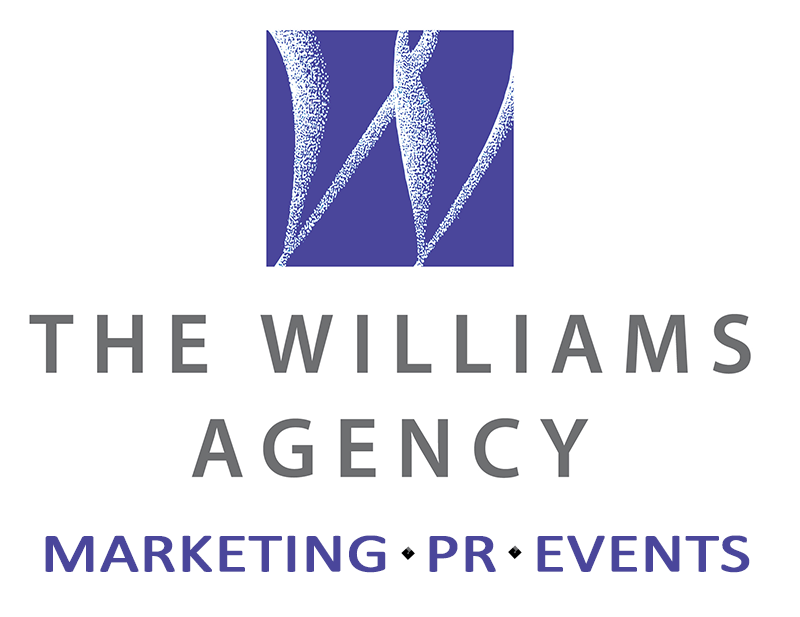 W
THE WILLIAMS
AGENCY
MARKETING ◆ PR ◆ EVENTS